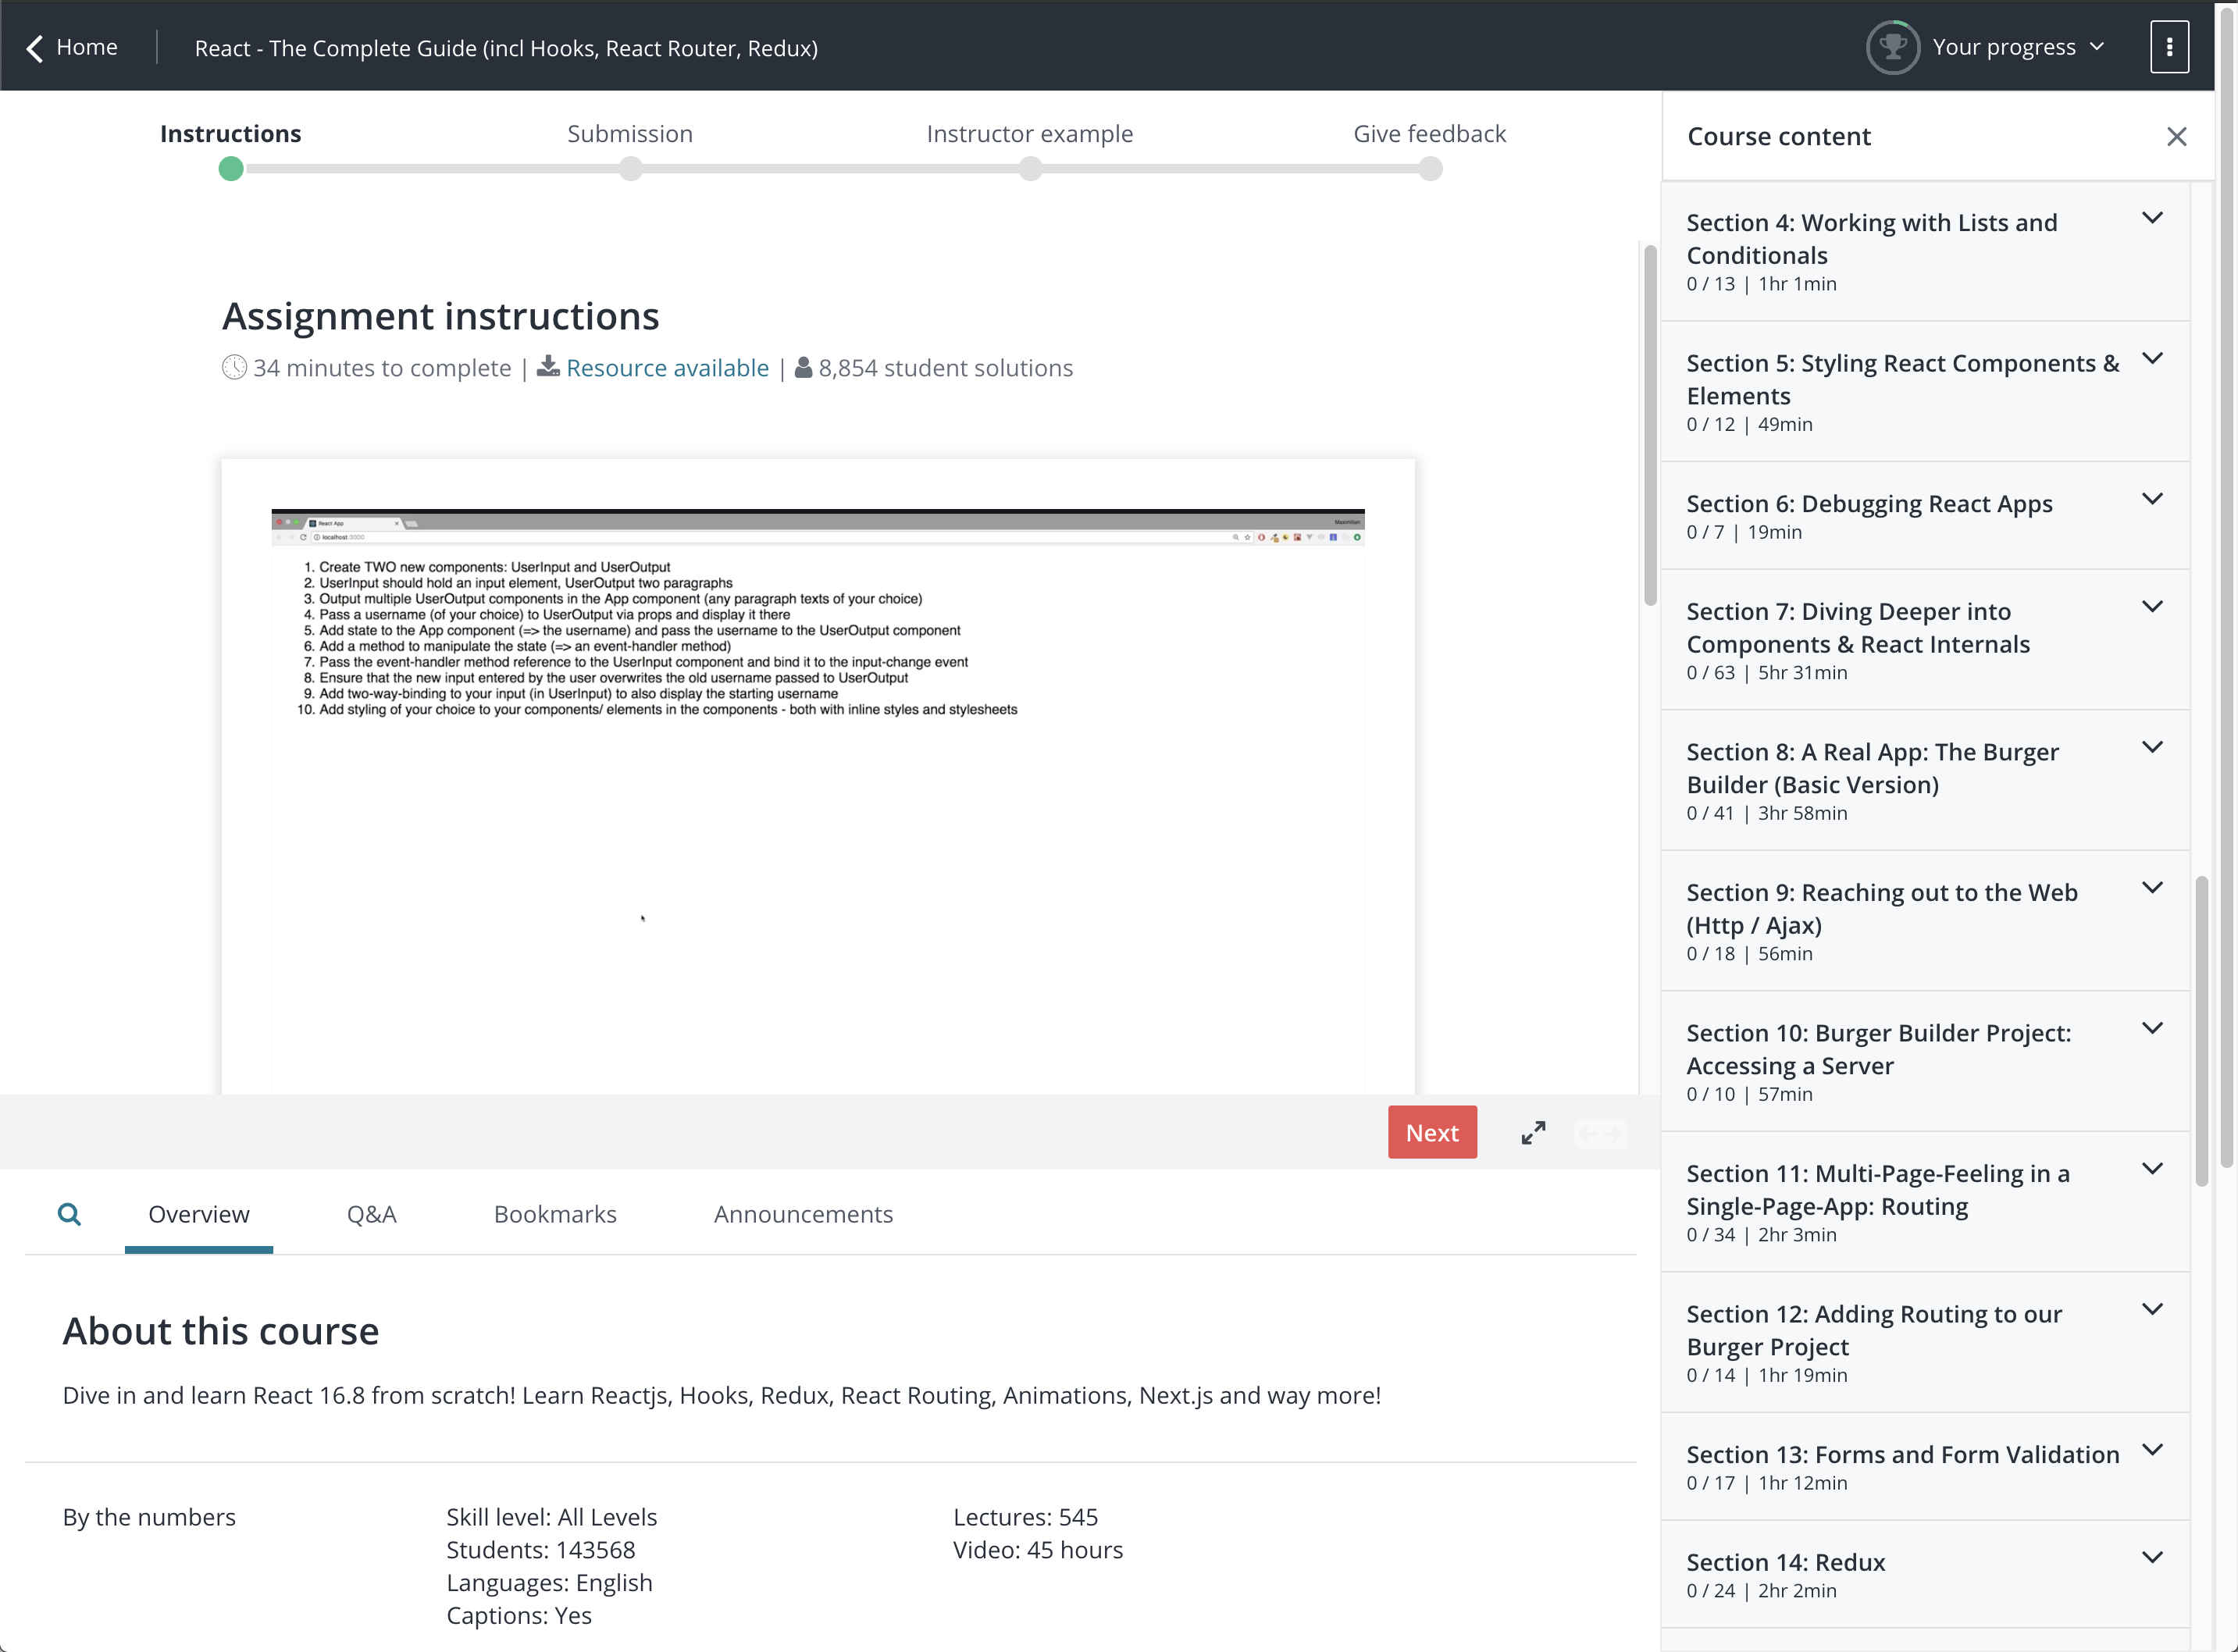 Home
React - The Complete Guide (incl Hooks, React Router, Redux)
Your progress
Instructions
Submission
Instructor example
Give feedback
Assignment instructions
34 minutes to complete | Resource available | 8,854 student solutions
React App
Maximilian
localhost:3000
1. Create TWO new components: UserInput and UserOutput
2. UserInput should hold an input element, UserOutput two paragraphs
3. Output multiple UserOutput components in the App component (any paragraph texts of your choice)
4. Pass a username (of your choice) to UserOutput via props and display it there
5. Add state to the App component (=> the username) and pass the username to the UserOutput component
6. Add a method to manipulate the state (=> an event-handler method)
7. Pass the event-handler method reference to the UserInput component and bind it to the input-change event
8. Ensure that the new input entered by the user overwrites the old username passed to UserOutput
9. Add two-way-binding to your input (in UserInput) to also display the starting username
10. Add styling of your choice to your components/ elements in the components - both with inline styles and stylesheets
Next
Overview
Q&A
Bookmarks
Announcements
About this course
Dive in and learn React 16.8 from scratch! Learn Reactjs, Hooks, Redux, React Routing, Animations, Next.js and way more!
By the numbers
Skill level: All Levels
Students: 143568
Languages: English
Captions: Yes
Lectures: 545
Video: 45 hours
Course content
Section 4: Working with Lists and
Conditionals
0 / 13 | 1hr 1min
Section 5: Styling React Components &
Elements
0 / 12 | 49min
Section 6: Debugging React Apps
0 / 7 | 19min
Section 7: Diving Deeper into
Components & React Internals
0 / 63 | 5hr 31min
Section 8: A Real App: The Burger
Builder (Basic Version)
0 / 41 | 3hr 58min
Section 9: Reaching out to the Web
(Http / Ajax)
0 / 18 | 56min
Section 10: Burger Builder Project:
Accessing a Server
0 / 10 | 57min
Section 11: Multi-Page-Feeling in a
Single-Page-App: Routing
0 / 34 | 2hr 3min
Section 12: Adding Routing to our
Burger Project
0 / 14 | 1hr 19min
Section 13: Forms and Form Validation
0 / 17 | 1hr 12min
Section 14: Redux
0 / 24 | 2hr 2min